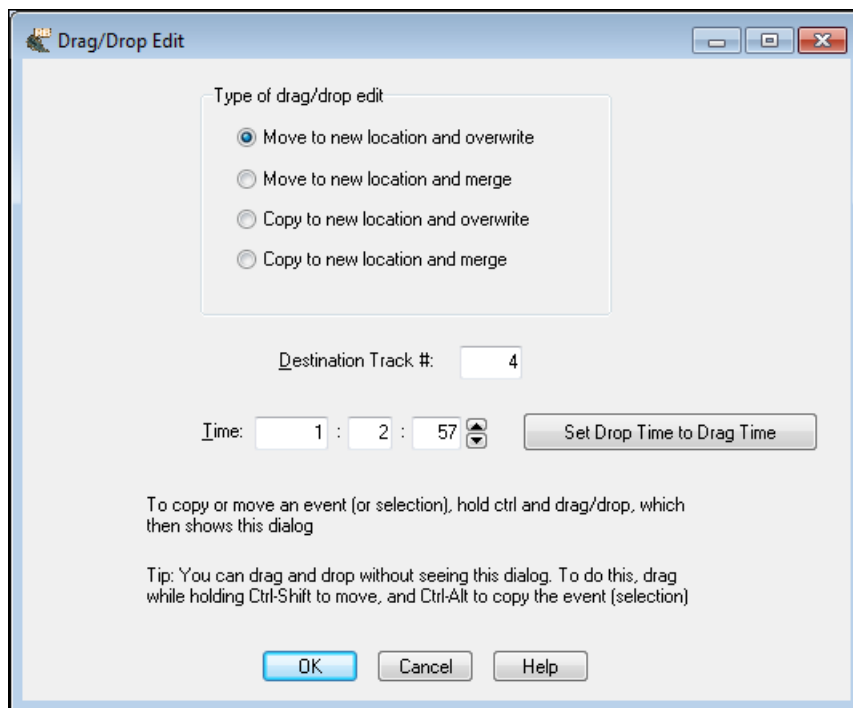 Drag/Drop Edit
Type of drag/drop edit
Move to new location and overwrite
Move to new location and merge
Copy to new location and overwrite
Copy to new location and merge
Destination Track #: 4
Time: 1 : 2 : 57 Set Drop Time to Drag Time
To copy or move an event (or selection), hold ctrl and drag/drop, which
then shows this dialog
Tip: You can drag and drop without seeing this dialog. To do this, drag
while holding Ctrl-Shift to move, and Ctrl-Alt to copy the event (selection)
OK Cancel Help